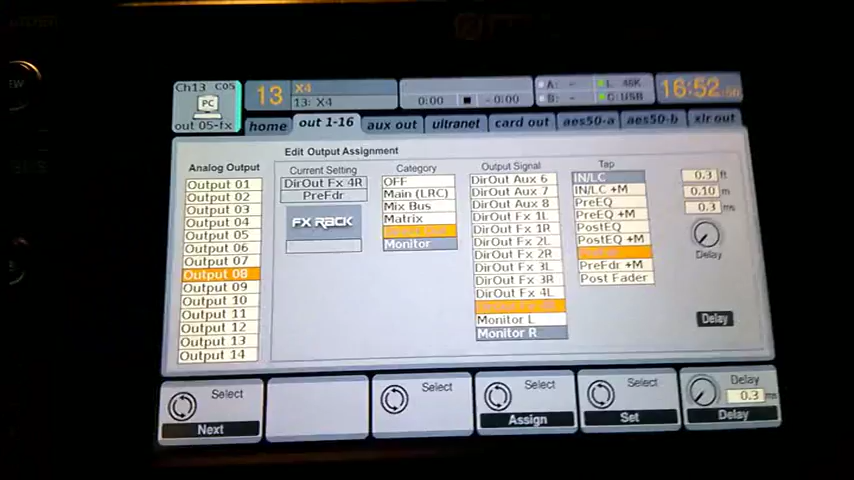 Ch13 C05
PC
out 05-fx
13
X4
13: X4
0:00
- 0:00
A: -
B: -
L: 48K
C: USB
16:52
home
out 1-16
aux out
ultranet
card out
aes50-a
aes50-b
xlr out
Edit Output Assignment
Analog Output
Output 01
Output 02
Output 03
Output 04
Output 05
Output 06
Output 07
Output 08
Output 09
Output 10
Output 11
Output 12
Output 13
Output 14
Current Setting
DirOut Fx 4R
PreFdr
FX RACK
Category
OFF
Main (LRC)
Mix Bus
Matrix
Monitor
Output Signal
DirOut Aux 6
DirOut Aux 7
DirOut Aux 8
DirOut Fx 1L
DirOut Fx 1R
DirOut Fx 2L
DirOut Fx 2R
DirOut Fx 3L
DirOut Fx 3R
DirOut Fx 4L
Monitor L
Monitor R
Tap
IN/LC
IN/LC +M
PreEQ
PreEQ +M
PostEQ
PostEQ +M
PreFdr +M
Post Fader
0.3 ft
0.10 m
0.3 ms
Delay
Delay
Select
Next
Select
Select
Assign
Select
Set
Delay
0.3 ms
Delay